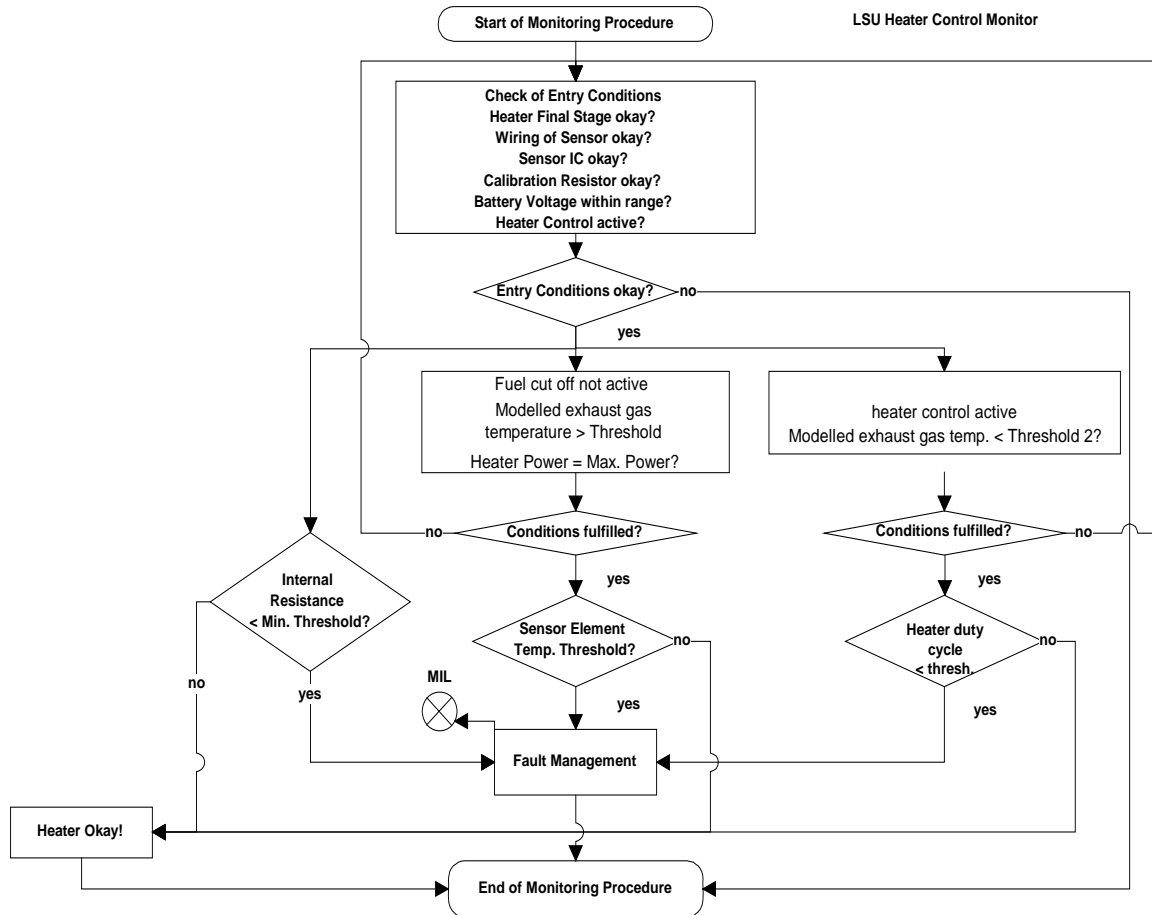 Start of Monitoring Procedure
LSU Heater Control Monitor
Check of Entry Conditions
Heater Final Stage okay?
Wiring of Sensor okay?
Sensor IC okay?
Calibration Resistor okay?
Battery Voltage within range?
Heater Control active?
Entry Conditions okay?
no
yes
Fuel cut off not active
Modelled exhaust gas
temperature > Threshold
Heater Power = Max. Power?
heater control active
Modelled exhaust gas temp. < Threshold 2?
no
Conditions fulfilled?
Conditions fulfilled?
no
yes
yes
Internal
Resistance
< Min. Threshold?
Sensor Element
Temp. Threshold?
no
Heater duty
cycle
< thresh.
no
no
yes
MIL
yes
yes
Fault Management
Heater Okay!
End of Monitoring Procedure